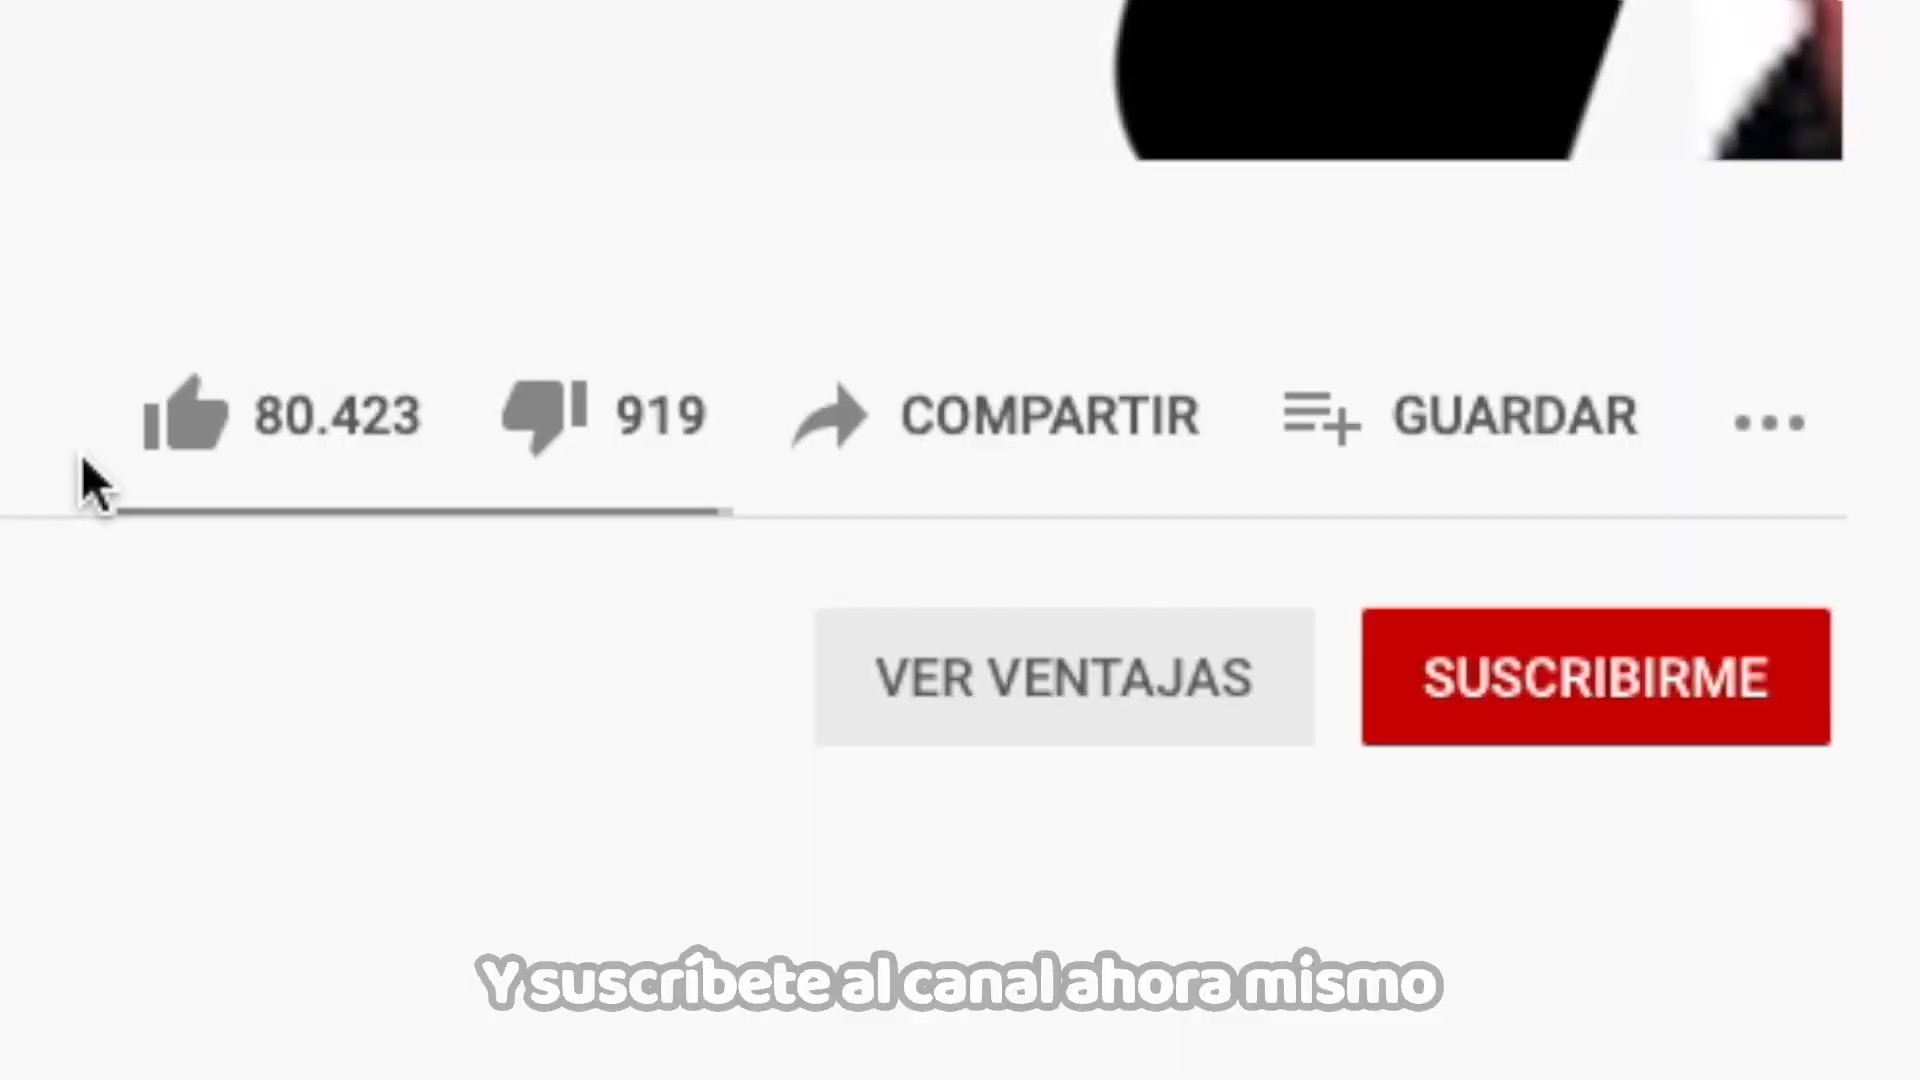 80.423 919 COMPARTIR GUARDAR
VER VENTAJAS SUSCRIBIRME
Y suscríbete al canal ahora mismo